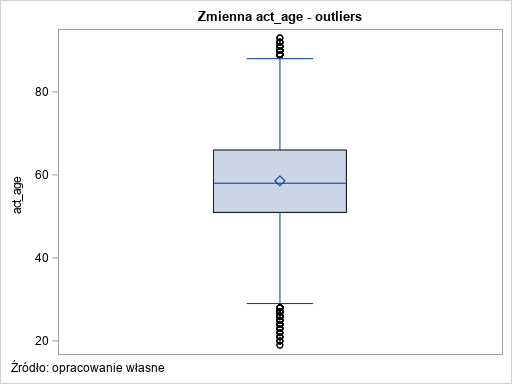 Zmienna act_age - outliers
80
60
40
20
act_age
Źródło: opracowanie własne